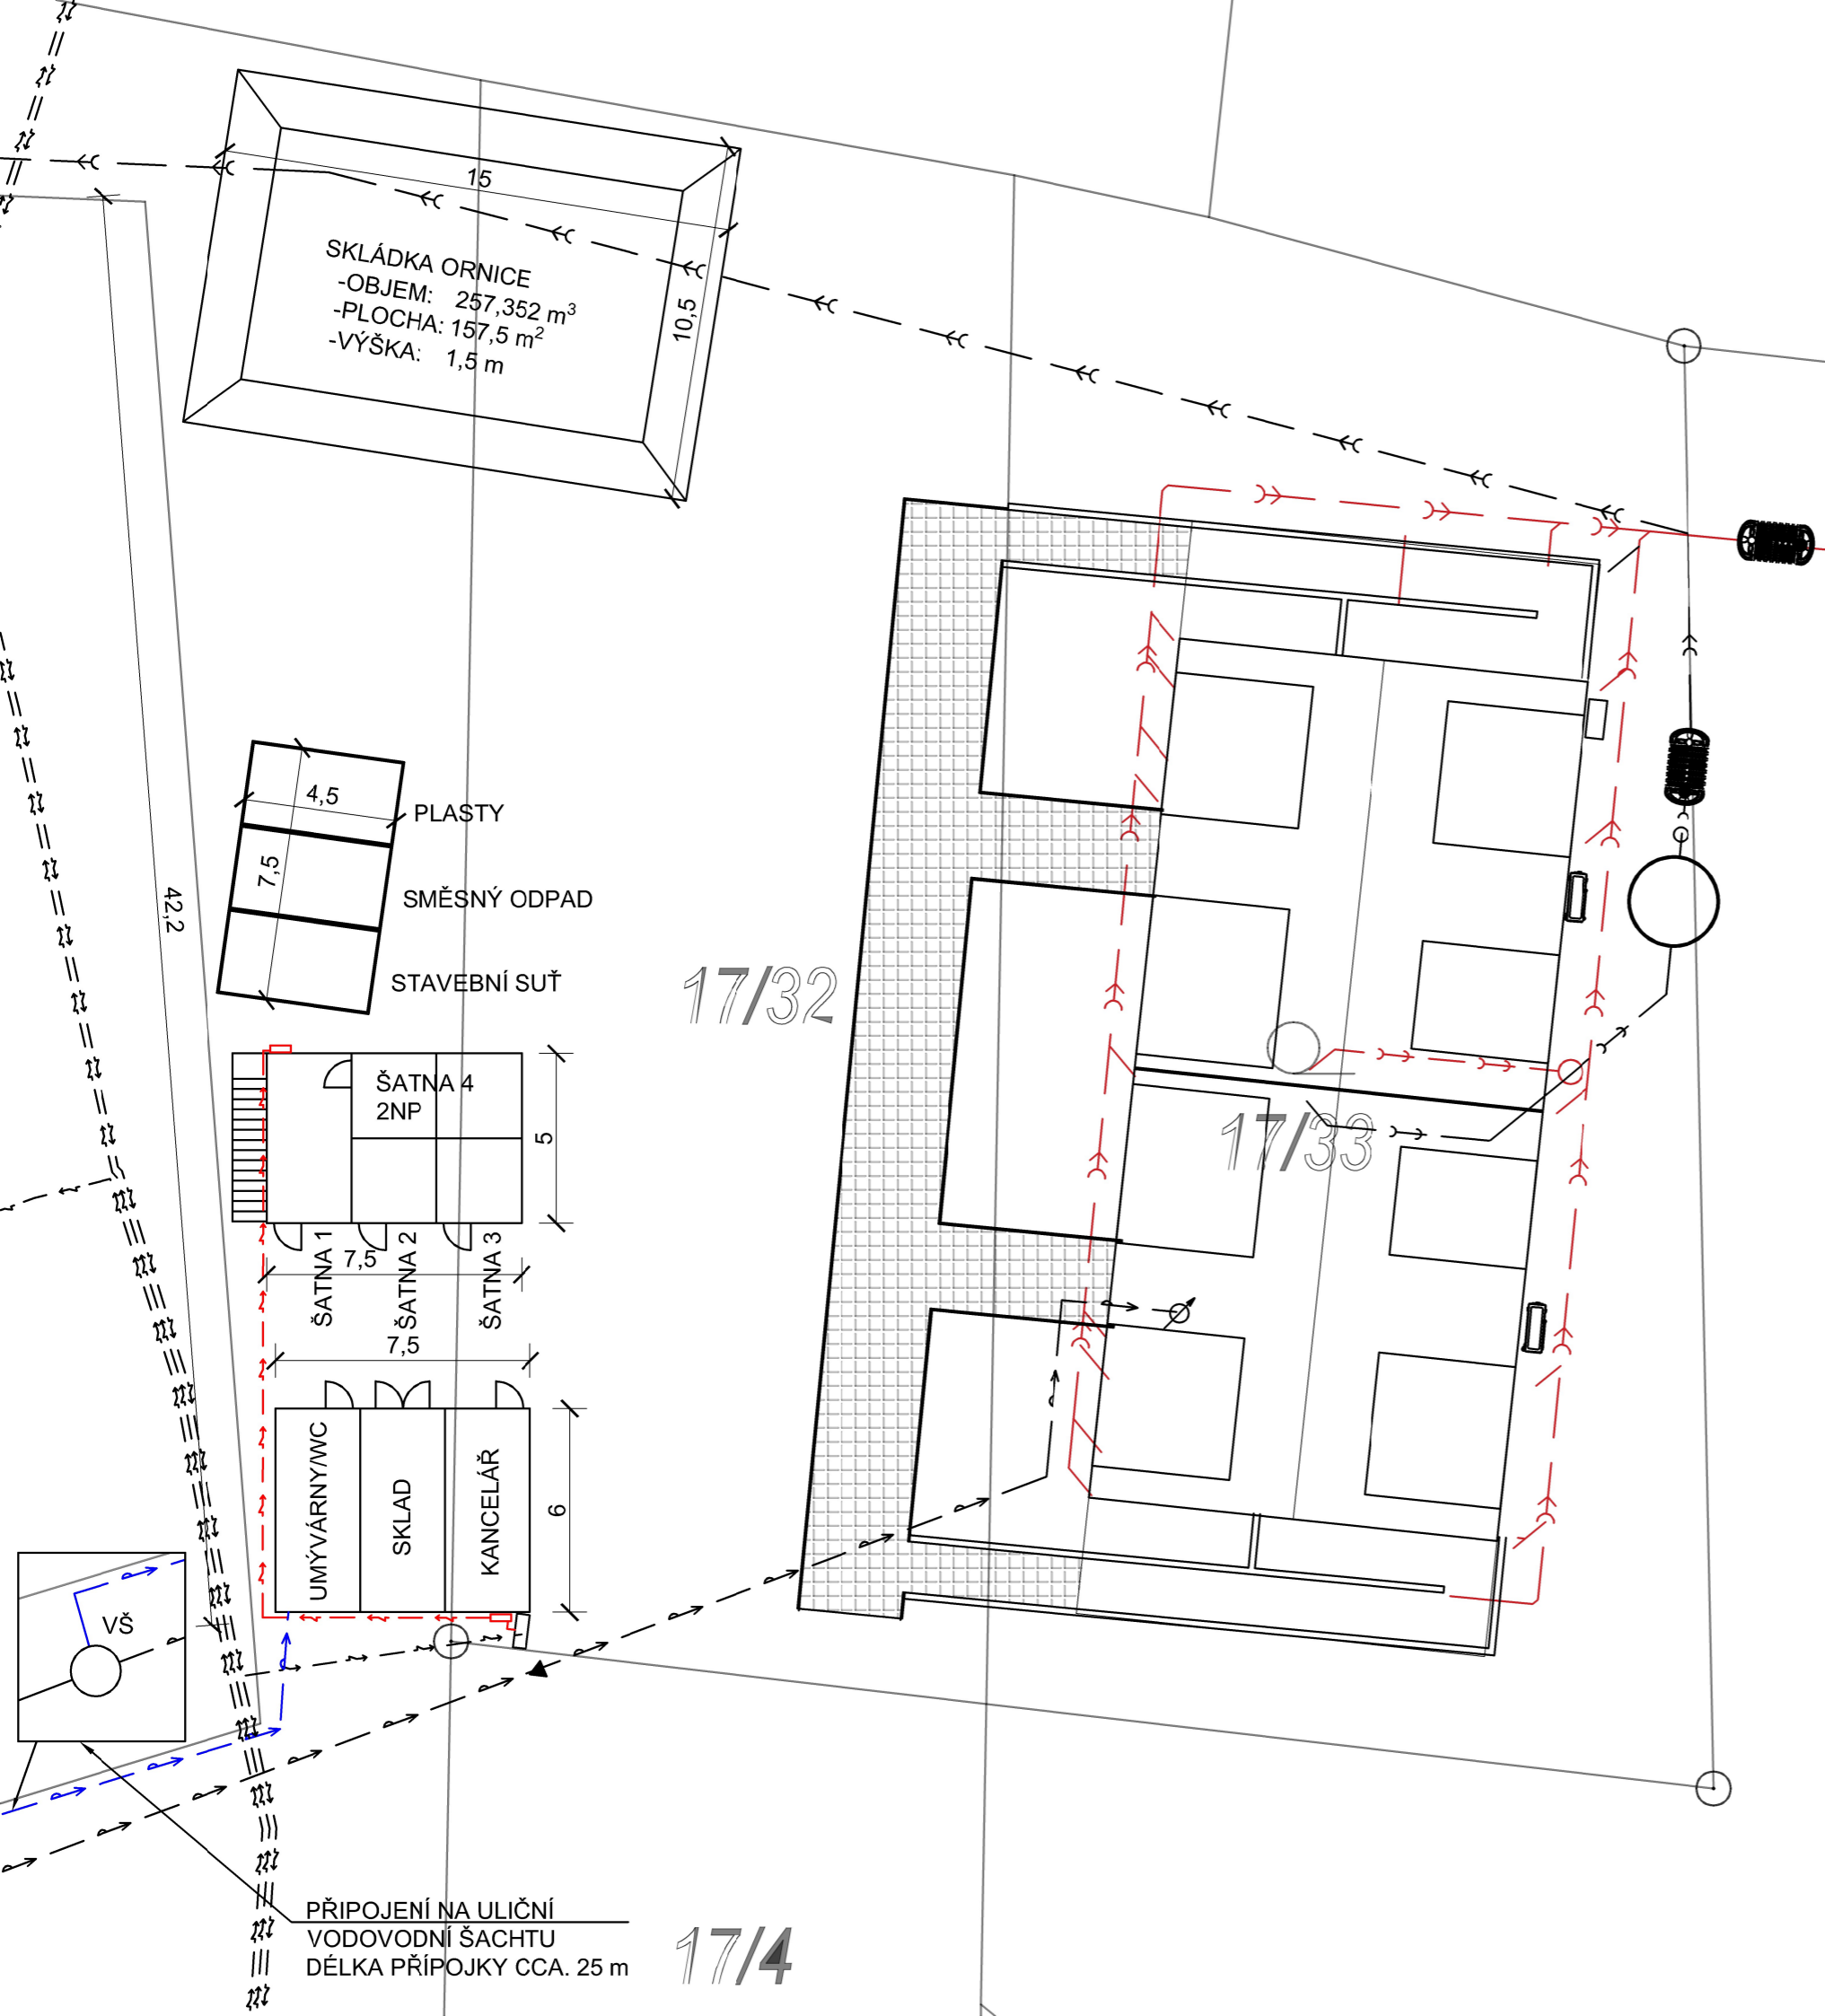 15
SKLÁDKA ORNICE
-OBJEM: 257,352 m³
-PLOCHA: 157,5 m²
-VÝŠKA: 1,5 m
10,5
42,2
4,5
7,5
PLASTY
SMĚSNÝ ODPAD
STAVEBNÍ SUŤ
17/32
ŠATNA 4
2NP
5
ŠATNA 1
ŠATNA 2
ŠATNA 3
7,5
17/33
7,5
UMÝVÁRNY/WC
SKLAD
KANCELÁŘ
6
VŠ
PŘIPOJENÍ NA ULIČNÍ
VODOVODNÍ ŠACHTU
DÉLKA PŘÍPOJKY CCA. 25 m
17/4